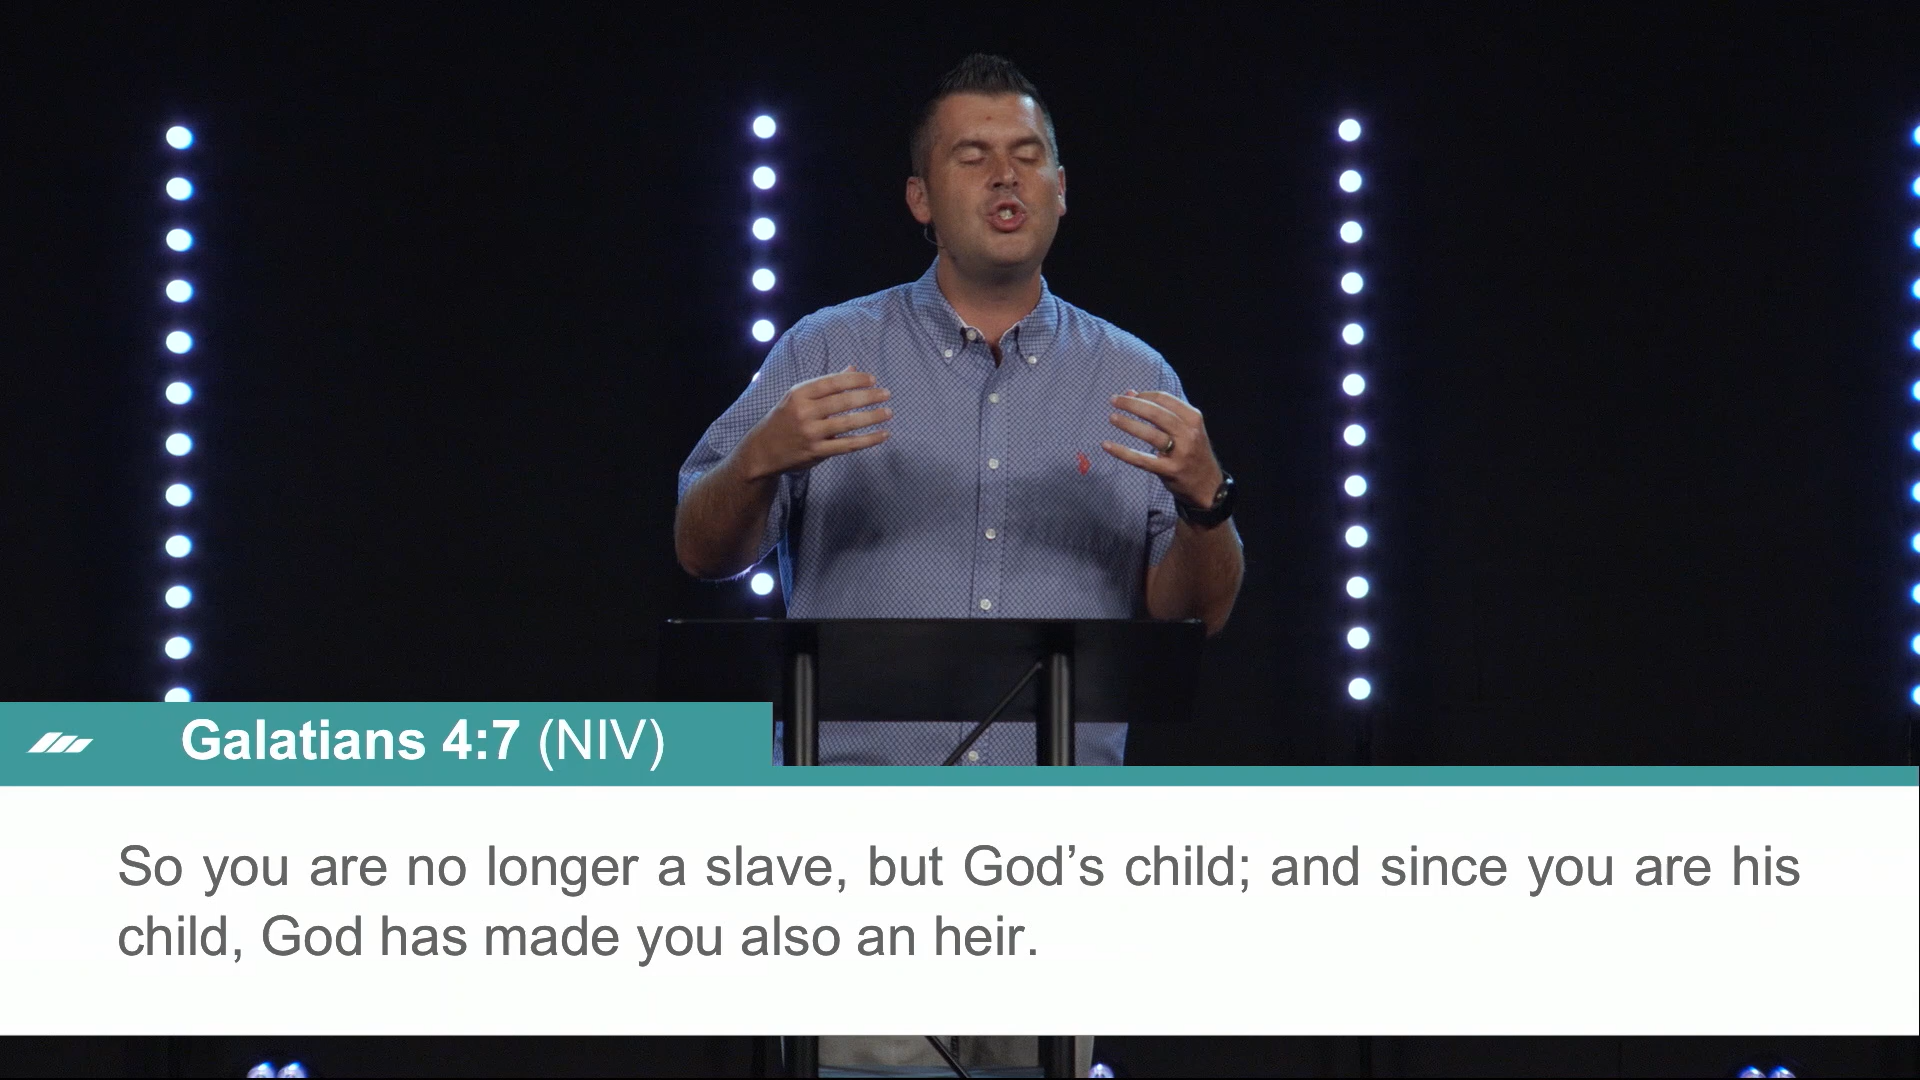 Galatians 4:7 (NIV)
So you are no longer a slave, but God’s child; and since you are his
child, God has made you also an heir.